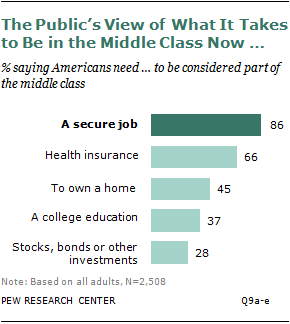 The Public's View of What It Takes
to Be in the Middle Class Now ...
% saying Americans need ... to be considered part of
the middle class
A secure job 86
Health insurance 66
To own a home 45
A college education 37
Stocks, bonds or other
investments 28
Note: Based on all adults, N=2,508
PEW RESEARCH CENTER Q9a-e